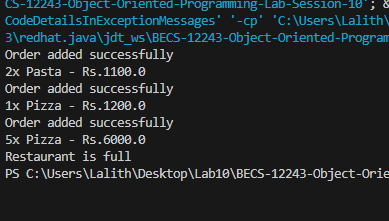 CS-12243-Object-Oriented-Programming-Lab-Session-10'; &
CodeDetailsInExceptionMessages' '-cp' 'C:\Users\Lalith\
3\redhat.java\jdt_ws\BECS-12243-Object-Oriented-Program
Order added successfully
2x Pasta - Rs.1100.0
Order added successfully
1x Pizza - Rs.1200.0
Order added successfully
5x Pizza - Rs.6000.0
Restaurant is full
PS C:\Users\Lalith\Desktop\Lab10\BECS-12243-Object-Orie